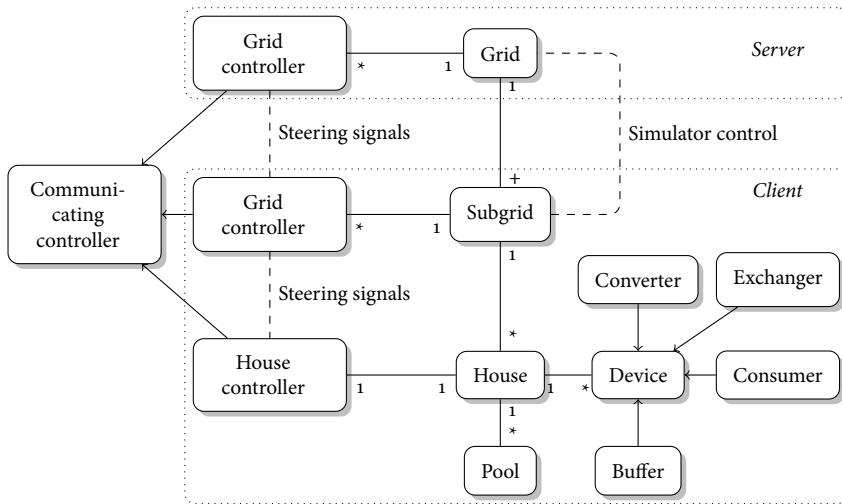 Grid
controller
*
1
Grid
1
Server
Steering signals
Simulator control
Communi-
cating
controller
Grid
controller
*
1
+
Subgrid
1
Client
Steering signals
Converter
Exchanger
*
House
controller
1
1
House
1
*
Device
Consumer
1
*
Pool
Buffer